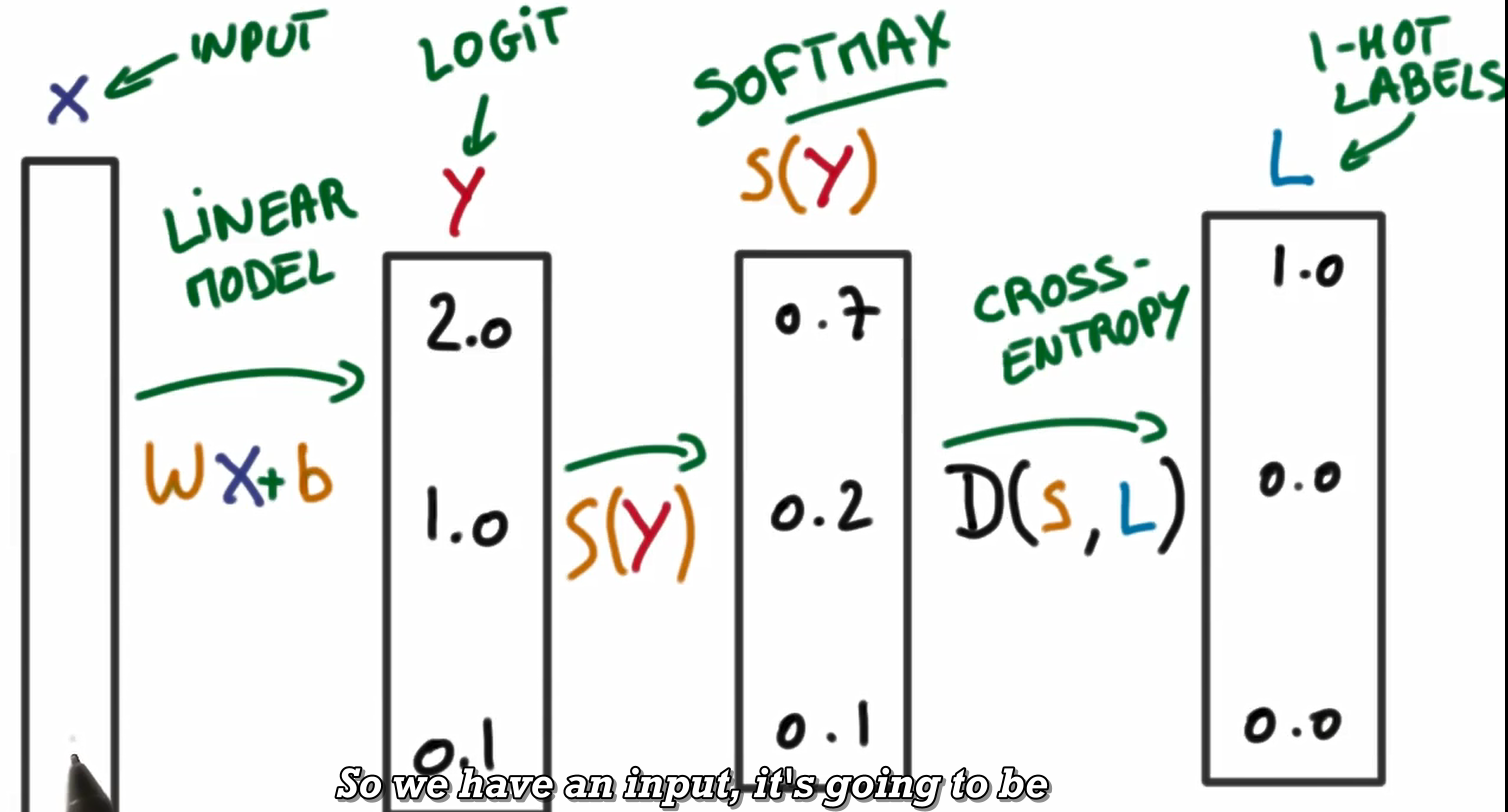 INPUT
X
LOGiT
Y
SOFTMAX
S(Y)
1-HOT
LABELS
L
LiNEAR
MODEL
WX+b
2.0
1.0
0.1
S(Y)
0.7
0.2
0.1
CROSS-
ENTROPY
D(S,L)
1.0
0.0
0.0
So we have an input, it's going to be